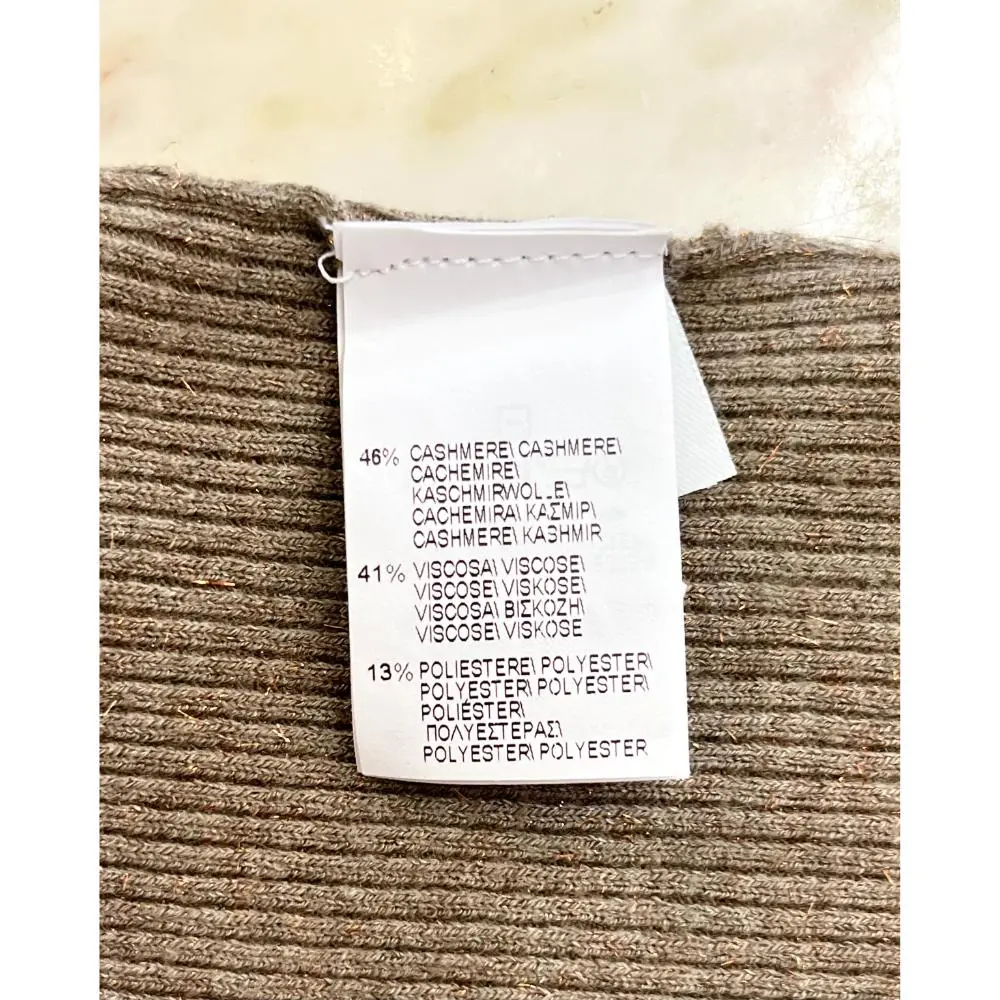 46% CASHMERE\ CASHMERE\
CACHEMIRE\
KASCHMIRWOLLE\
CACHEMIRA\ ΚΑΣΜΙΡ\
CASHMERE\ KASHMIR
41% VISCOSA\ VISCOSE\
VISCOSE\ VISKOSE\
VISCOSA\ ΒΙΣΚΟΖΗ\
VISCOSE\ VISKOSE
13% POLIESTERE\ POLYESTER\
POLYESTER\ POLYESTER\
POLIÉSTER\
ΠΟΛΥΕΣΤΕΡΑΣ\
POLYESTER\ POLYESTER